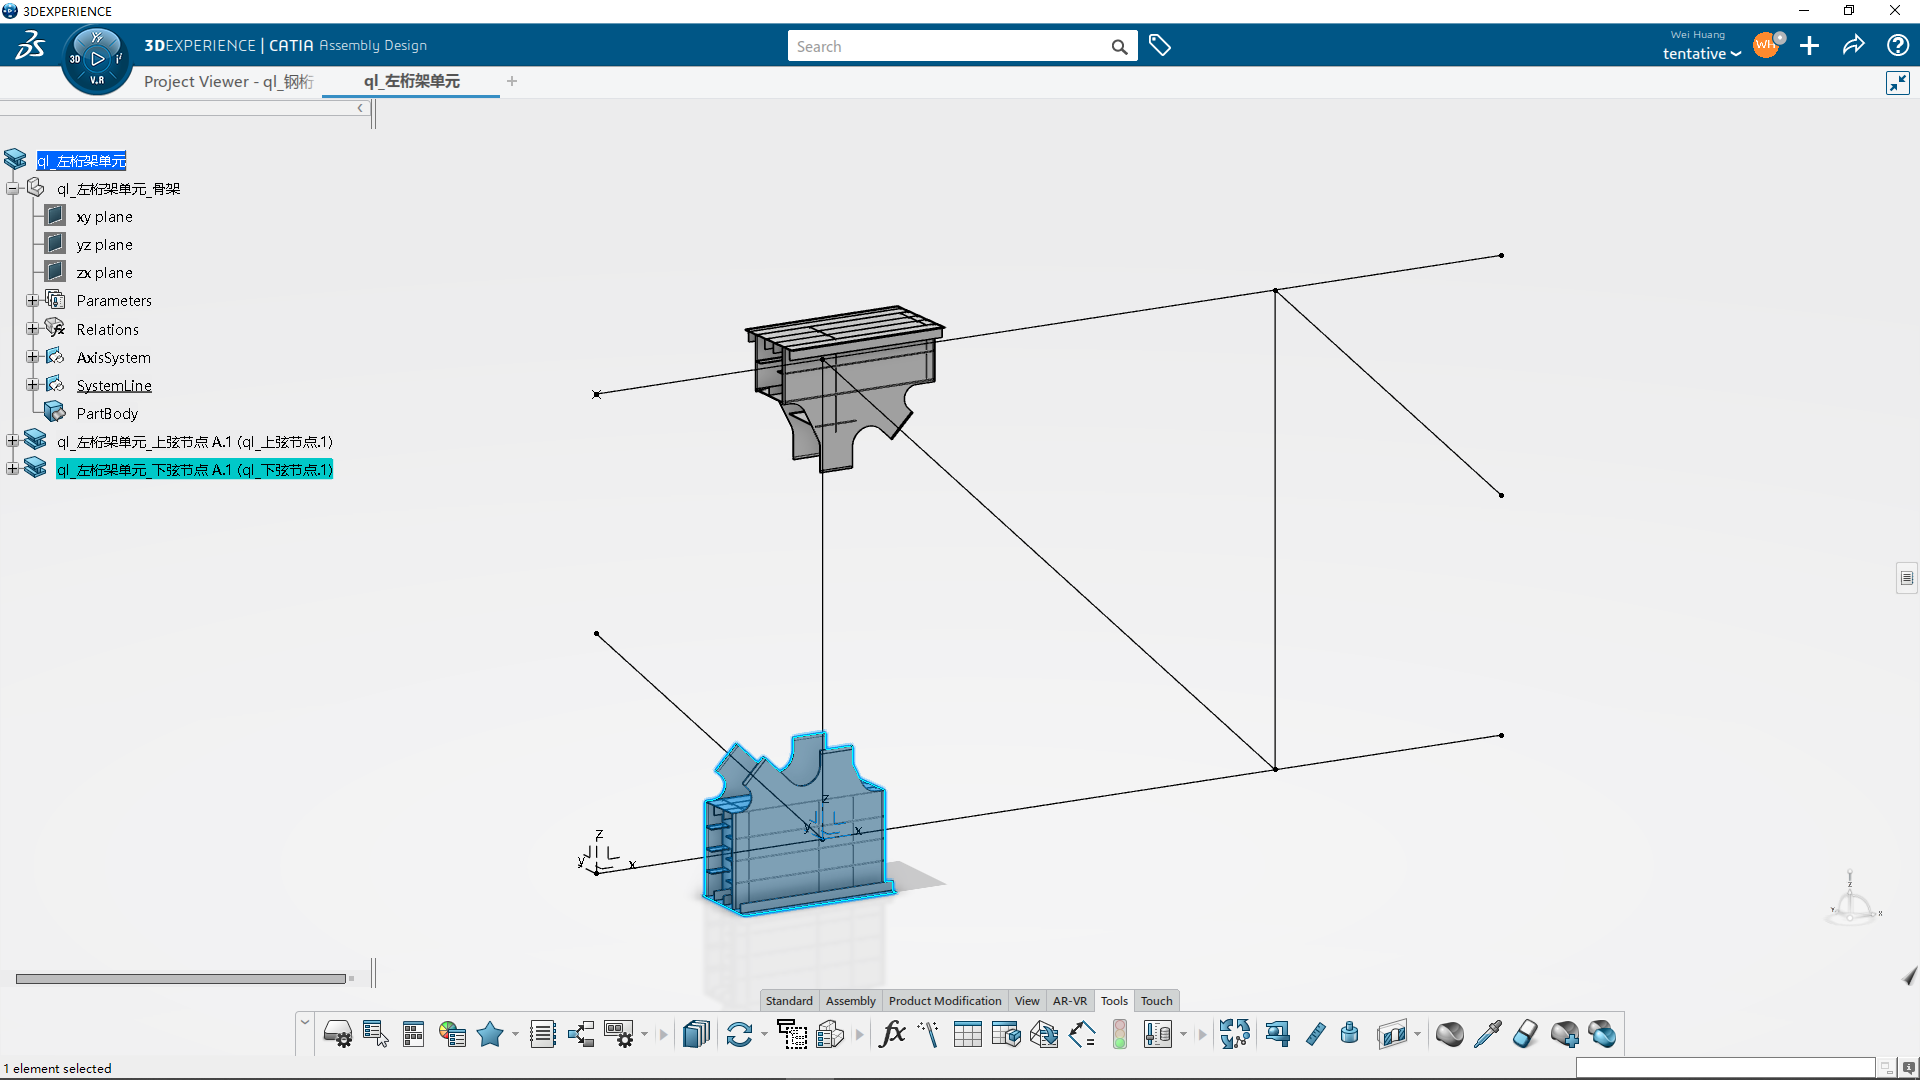 3DEXPERIENCE
3DEXPERIENCE | CATIA Assembly Design
Search
Wei Huang
tentative
WH
3D
V.R
Project Viewer - ql_钢桁
ql_左桁架单元
ql_左桁架单元
ql_左桁架单元_骨架
xy plane
yz plane
zx plane
Parameters
Relations
AxisSystem
SystemLine
PartBody
ql_左桁架单元_上弦节点 A.1 (ql_上弦节点.1)
ql_左桁架单元_下弦节点 A.1 (ql_下弦节点.1)
z
y
x
z
y
x
z
Y
X
Standard
Assembly
Product Modification
View
AR-VR
Tools
Touch
fx
1 element selected